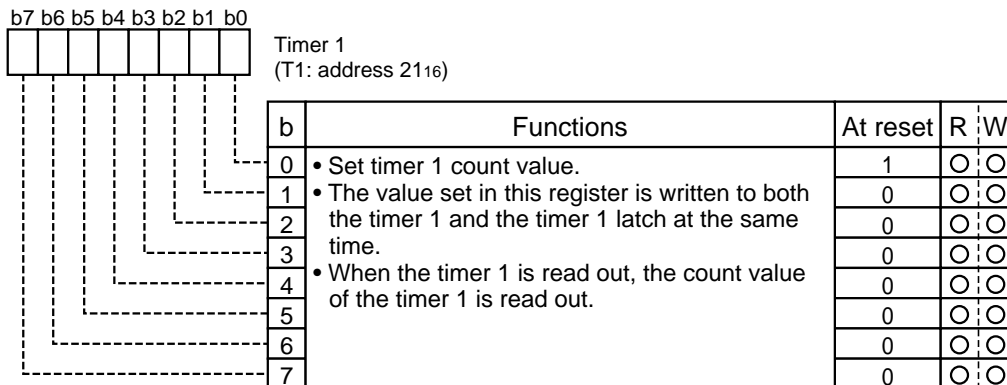 b7 b6 b5 b4 b3 b2 b1 b0
Timer 1
(T1: address 21₁₆)
b Functions At reset R W
0 • Set timer 1 count value. 1 ○ ○
1 • The value set in this register is written to both 0 ○ ○
2 the timer 1 and the timer 1 latch at the same 0 ○ ○
3 time. 0 ○ ○
4 • When the timer 1 is read out, the count value 0 ○ ○
5 of the timer 1 is read out. 0 ○ ○
6 0 ○ ○
7 0 ○ ○